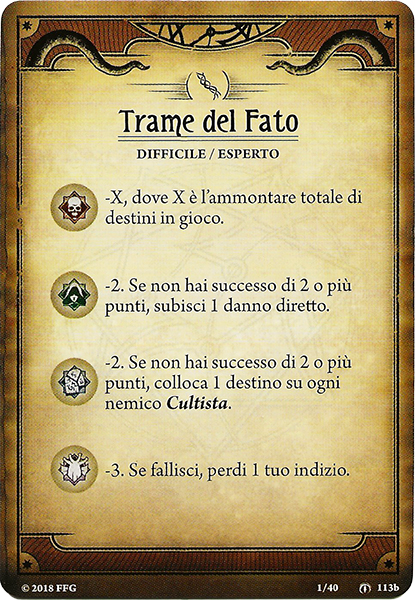 Trame del Fato
DIFFICILE / ESPERTO
-X, dove X è l'ammontare totale di
destini in gioco.
-2. Se non hai successo di 2 o più
punti, subisci 1 danno diretto.
-2. Se non hai successo di 2 o più
punti, colloca 1 destino su ogni
nemico Cultista.
-3. Se fallisci, perdi 1 tuo indizio.
© 2018 FFG
1/40
113b